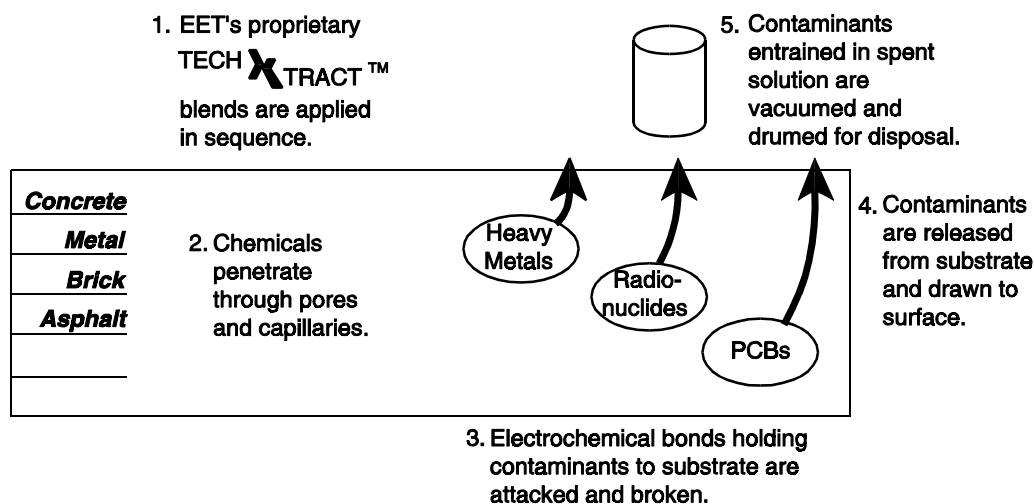 1. EET's proprietary
TECHXTRACT™
blends are applied
in sequence.
Concrete
Metal
Brick
Asphalt
2. Chemicals
penetrate
through pores
and capillaries.
Heavy
Metals
Radio-
nuclides
PCBs
3. Electrochemical bonds holding
contaminants to substrate are
attacked and broken.
4. Contaminants
are released
from substrate
and drawn to
surface.
5. Contaminants
entrained in spent
solution are
vacuumed and
drumed for disposal.